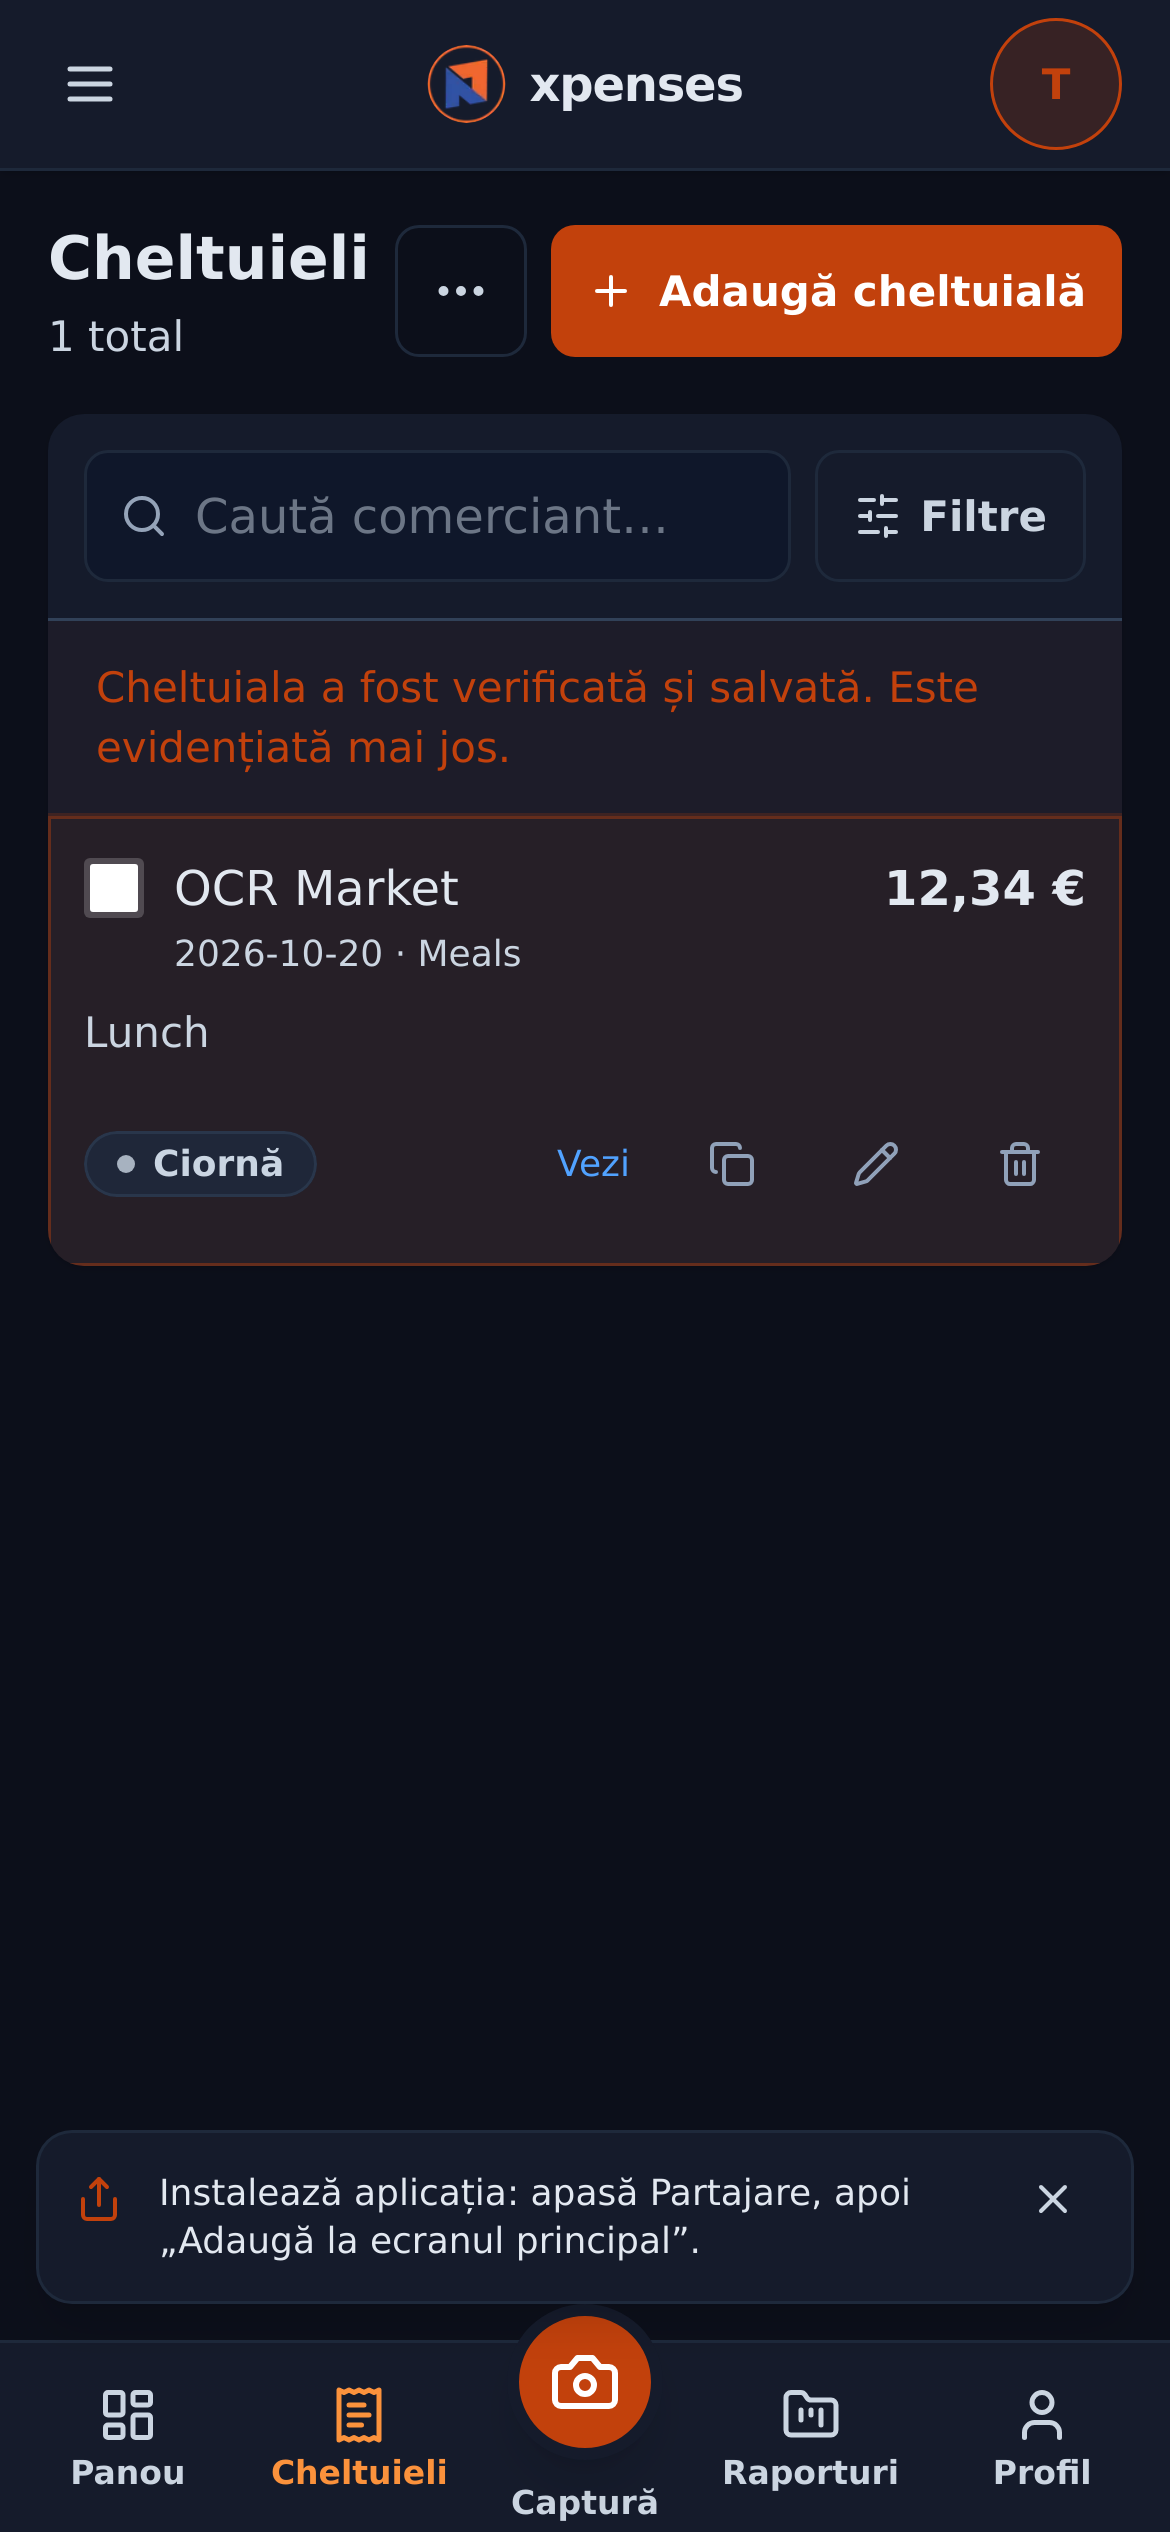 xpenses
T
Cheltuieli
1 total
Adaugă cheltuială
Caută comerciant...
Filtre
Cheltuiala a fost verificată și salvată. Este
evidențiată mai jos.
OCR Market
12,34 €
2026-10-20 · Meals
Lunch
Ciornă
Vezi
Instalează aplicația: apasă Partajare, apoi
„Adaugă la ecranul principal”.
Panou
Cheltuieli
Captură
Raporturi
Profil